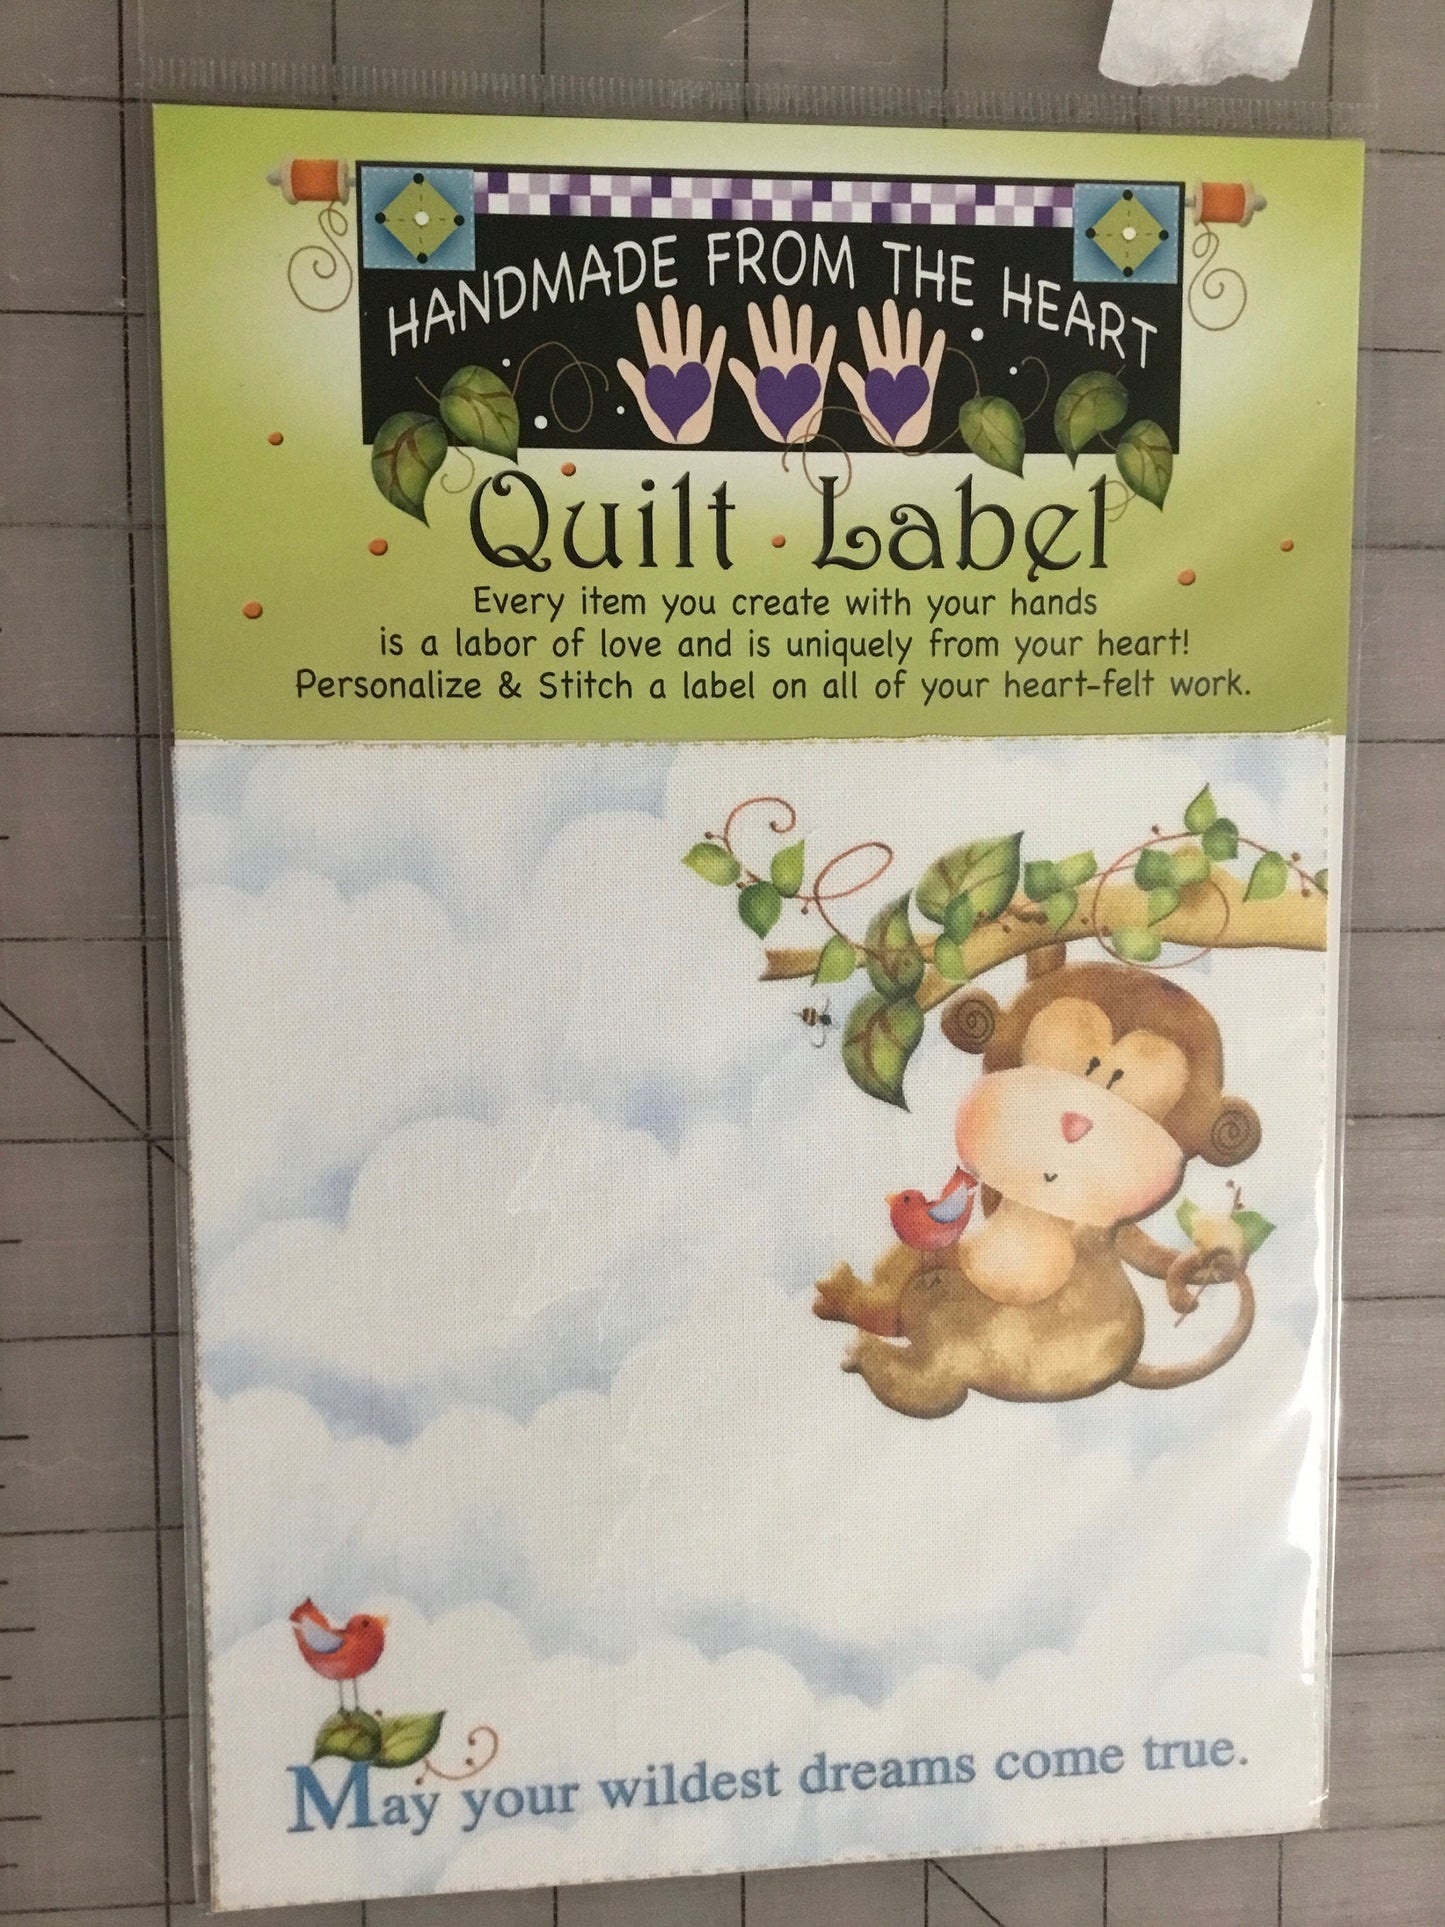 HANDMADE FROM THE HEART
Quilt Label
Every item you create with your hands
is a labor of love and is uniquely from your heart!
Personalize & Stitch a label on all of your heart-felt work.
May your wildest dreams come true.